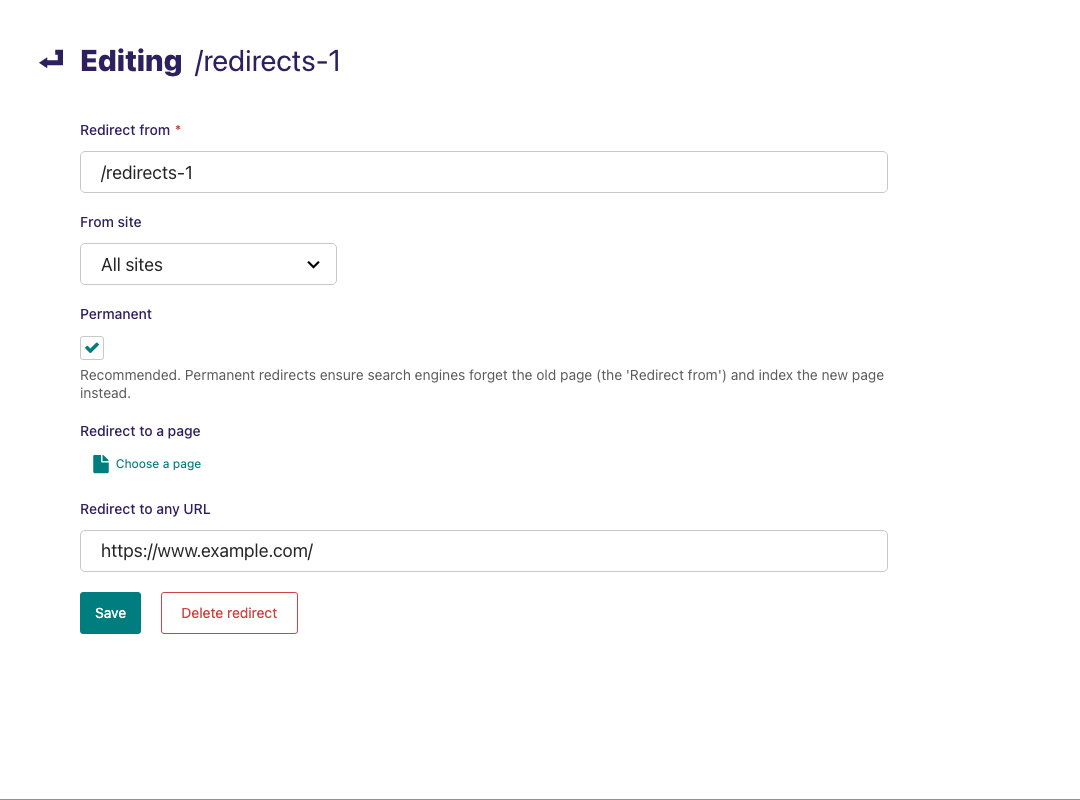 Editing /redirects-1
Redirect from *
/redirects-1
From site
All sites
Permanent
Recommended. Permanent redirects ensure search engines forget the old page (the 'Redirect from') and index the new page
instead.
Redirect to a page
Choose a page
Redirect to any URL
https://www.example.com/
Save
Delete redirect